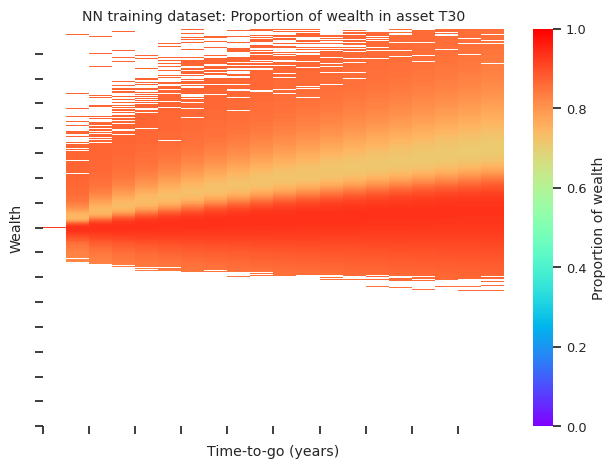 NN training dataset: Proportion of wealth in asset T30
Wealth
Time-to-go (years)
1.0
0.8
0.6
0.4
0.2
0.0
Proportion of wealth